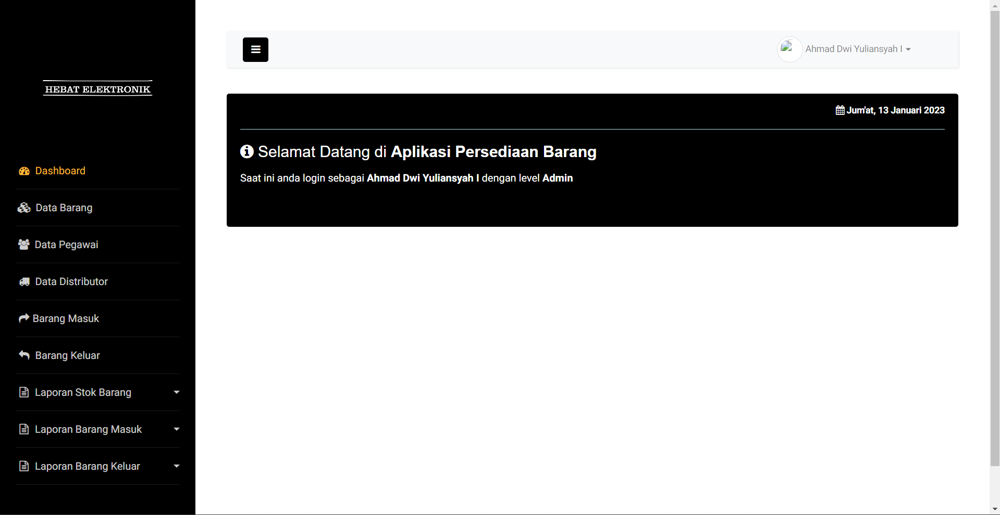 HEBAT ELEKTRONIK
Dashboard
Data Barang
Data Pegawai
Data Distributor
Barang Masuk
Barang Keluar
Laporan Stok Barang
Laporan Barang Masuk
Laporan Barang Keluar
Ahmad Dwi Yuliansyah I
Jum'at, 13 Januari 2023
Selamat Datang di Aplikasi Persediaan Barang
Saat ini anda login sebagai Ahmad Dwi Yuliansyah I dengan level Admin